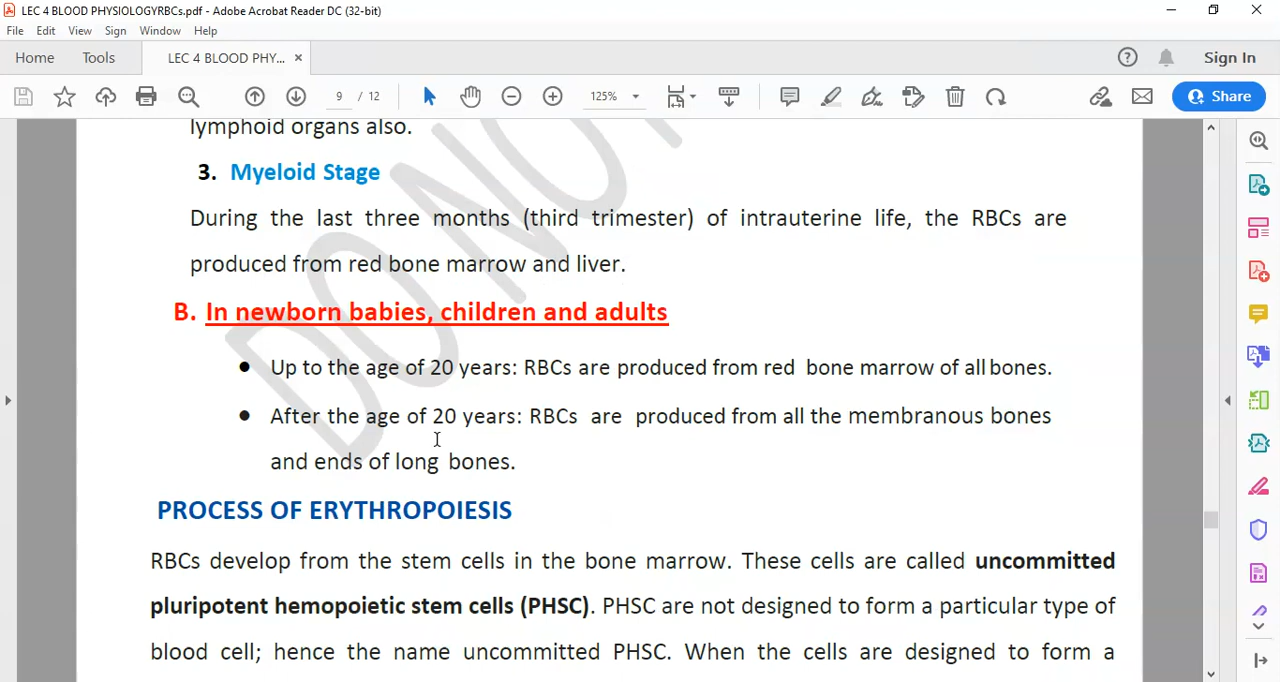 LEC 4 BLOOD PHYSIOLOGYRBCs.pdf - Adobe Acrobat Reader DC (32-bit)
File Edit View Sign Window Help
Home Tools LEC 4 BLOOD PHY... × Sign In
9 / 12 125% Share
lymphoid organs also.
3. Myeloid Stage
During the last three months (third trimester) of intrauterine life, the RBCs are
produced from red bone marrow and liver.
B. In newborn babies, children and adults
• Up to the age of 20 years: RBCs are produced from red bone marrow of all bones.
• After the age of 20 years: RBCs are produced from all the membranous bones
and ends of long bones.
PROCESS OF ERYTHROPOIESIS
RBCs develop from the stem cells in the bone marrow. These cells are called uncommitted
pluripotent hemopoietic stem cells (PHSC). PHSC are not designed to form a particular type of
blood cell; hence the name uncommitted PHSC. When the cells are designed to form a
DO NO